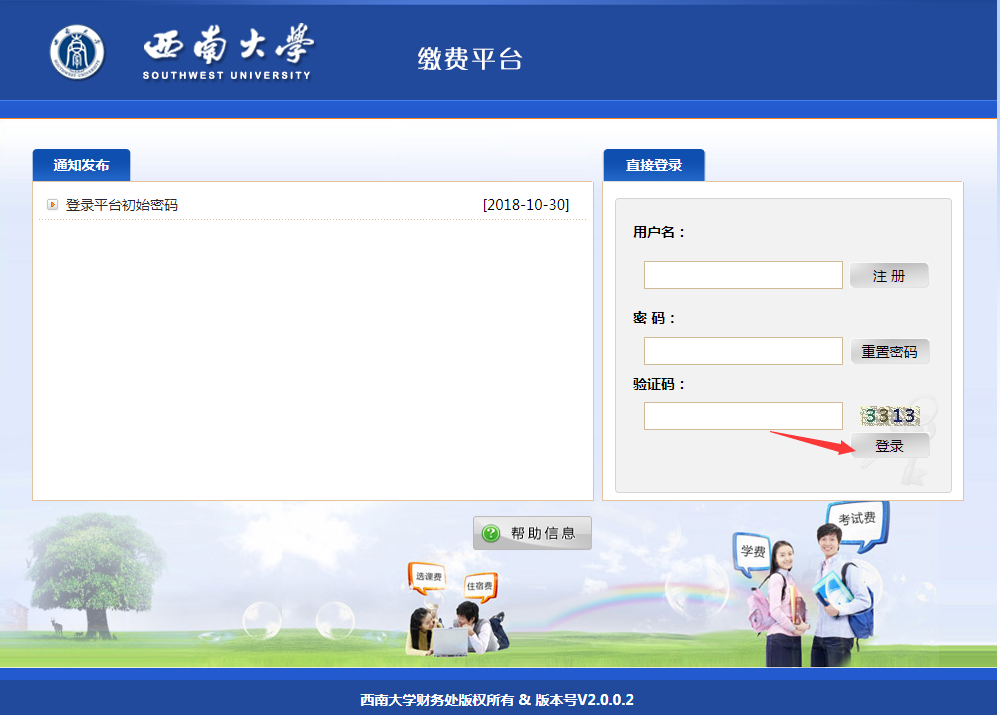 西南大學
SOUTHWEST UNIVERSITY
缴费平台
通知发布
登录平台初始密码 [2018-10-30]
直接登录
用户名：
注 册
密 码：
重置密码
验证码：
3313
登录
帮助信息
选课费
住宿费
学费
考试费
西南大学财务处版权所有 & 版本号V2.0.0.2